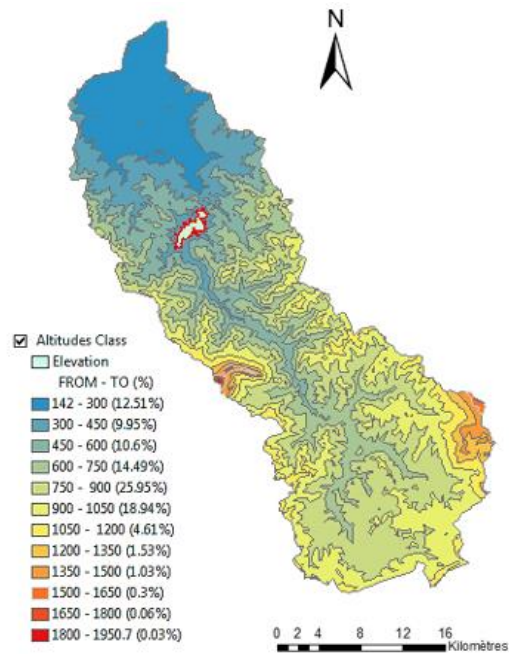 N
Altitudes Class
Elevation
FROM - TO (%)
142 - 300 (12.51%)
300 - 450 (9.95%)
450 - 600 (10.6%)
600 - 750 (14.49%)
750 - 900 (25.95%)
900 - 1050 (18.94%)
1050 - 1200 (4.61%)
1200 - 1350 (1.53%)
1350 - 1500 (1.03%)
1500 - 1650 (0.3%)
1650 - 1800 (0.06%)
1800 - 1950.7 (0.03%)
0 2 4 8 12 16
Kilomètres